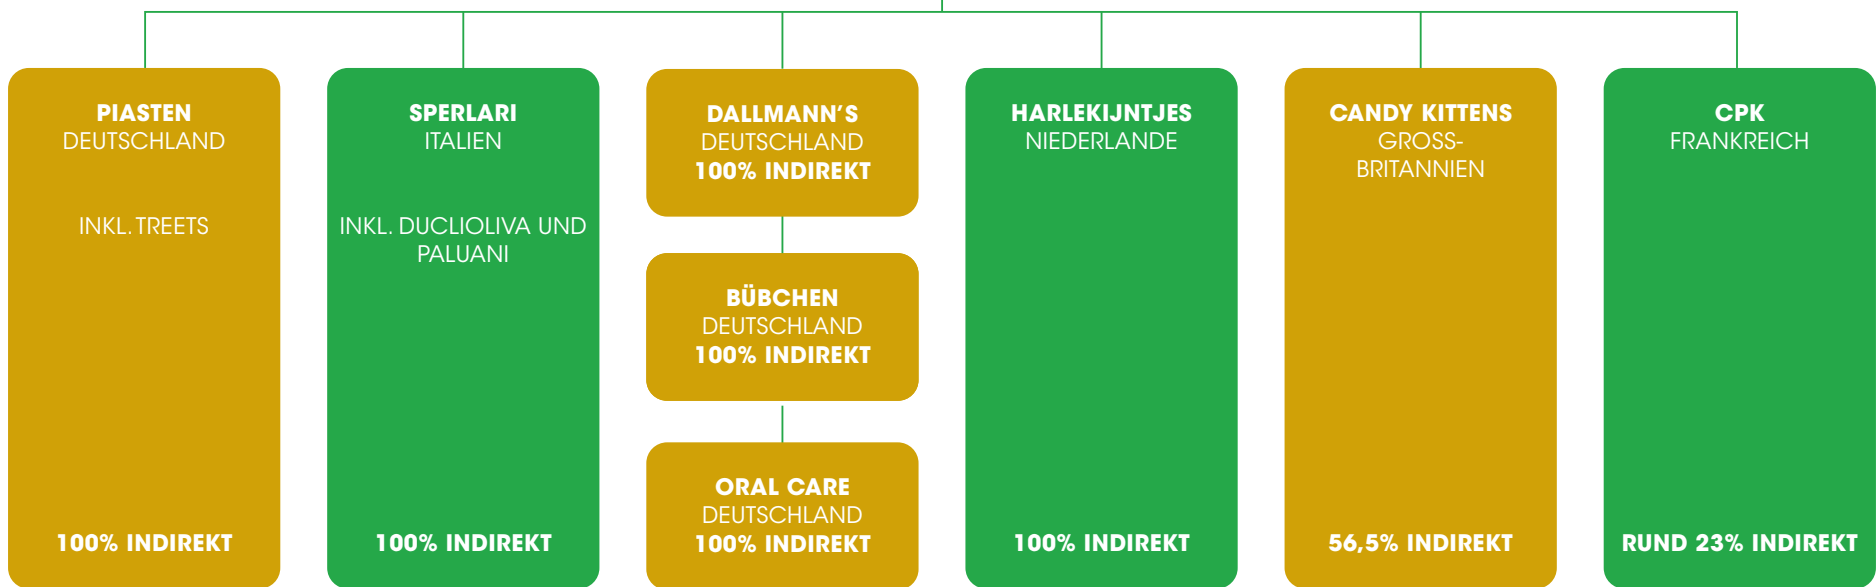 PIASTEN
DEUTSCHLAND
INKL. TREETS
100% INDIREKT
SPERLARI
ITALIEN
INKL. DUCLIOLIVA UND
PALUANI
100% INDIREKT
DALLMANN’S
DEUTSCHLAND
100% INDIREKT
BÜBCHEN
DEUTSCHLAND
100% INDIREKT
ORAL CARE
DEUTSCHLAND
100% INDIREKT
HARLEKIJNTJES
NIEDERLANDE
100% INDIREKT
CANDY KITTENS
GROSS-
BRITANNIEN
56,5% INDIREKT
CPK
FRANKREICH
RUND 23% INDIREKT